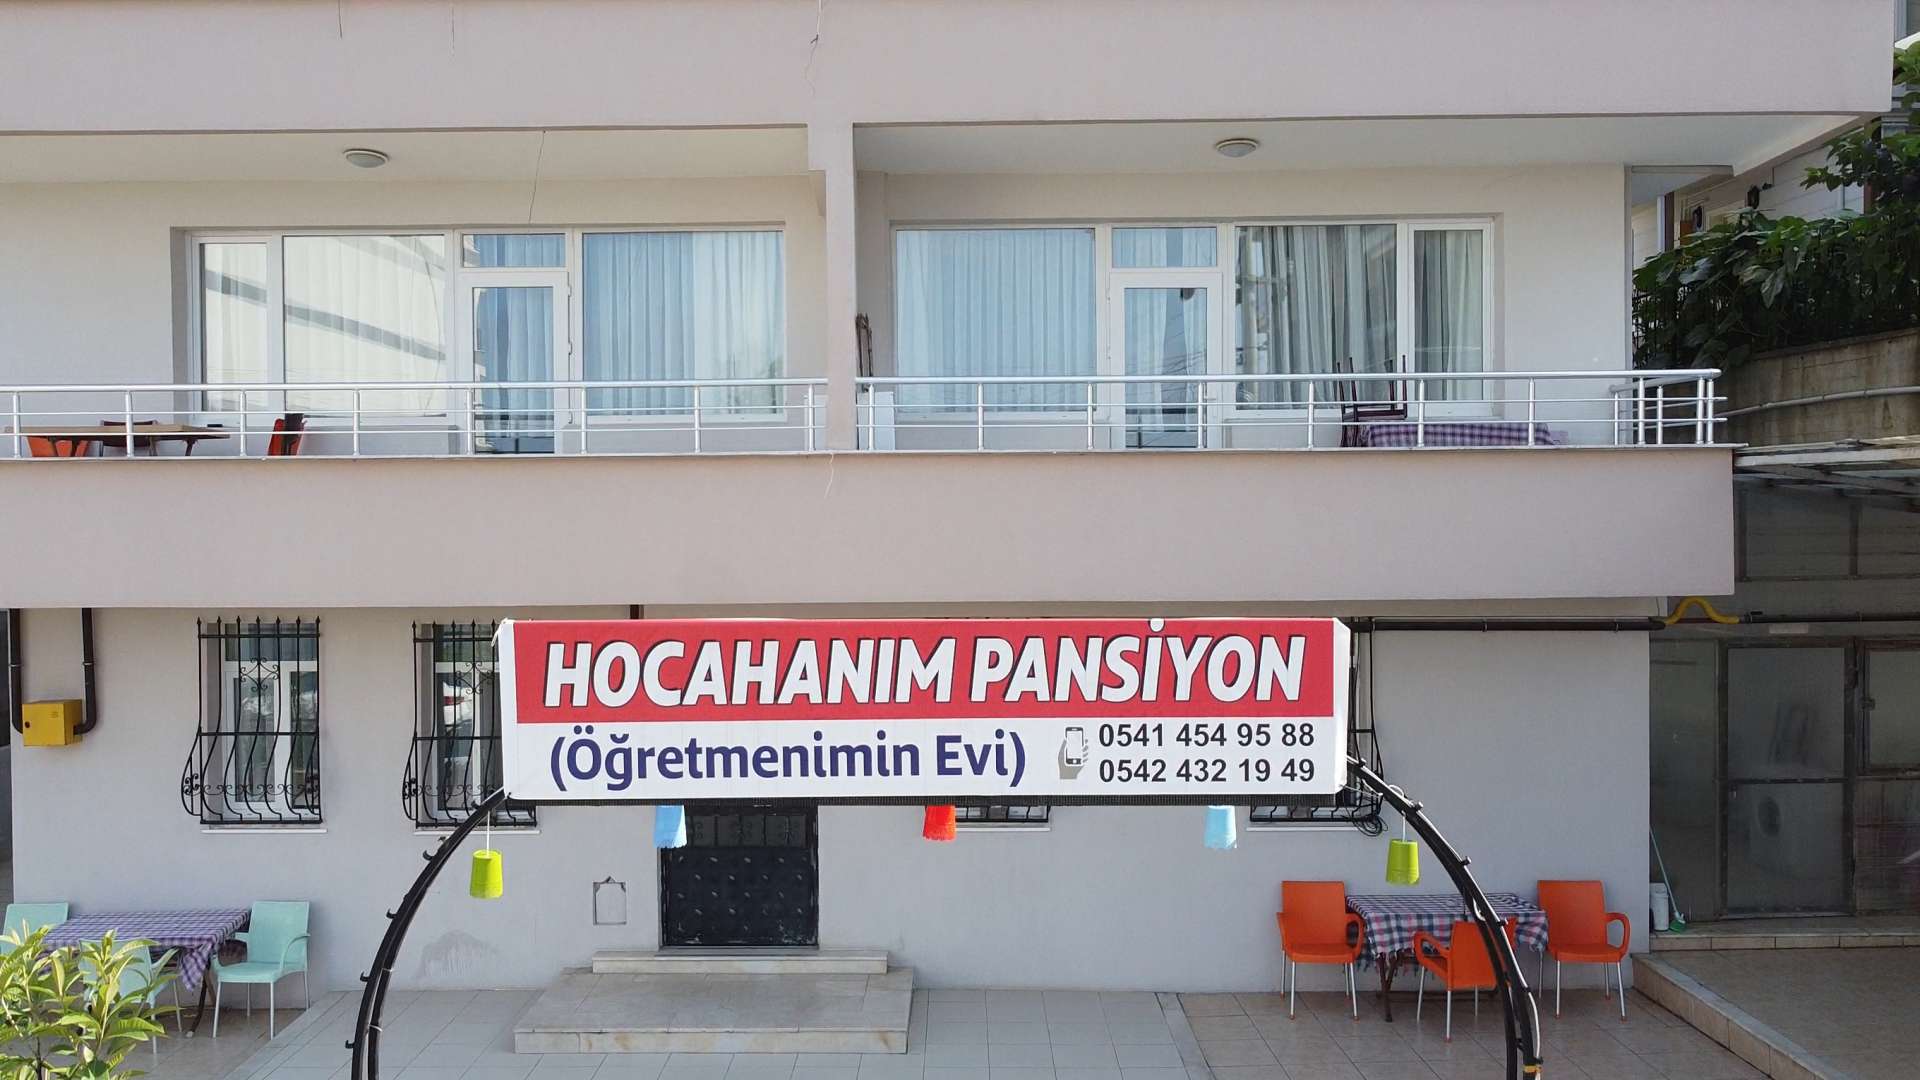 HOCAHANIM PANSİYON
(Öğretmenimin Evi)
0541 454 95 88
0542 432 19 49